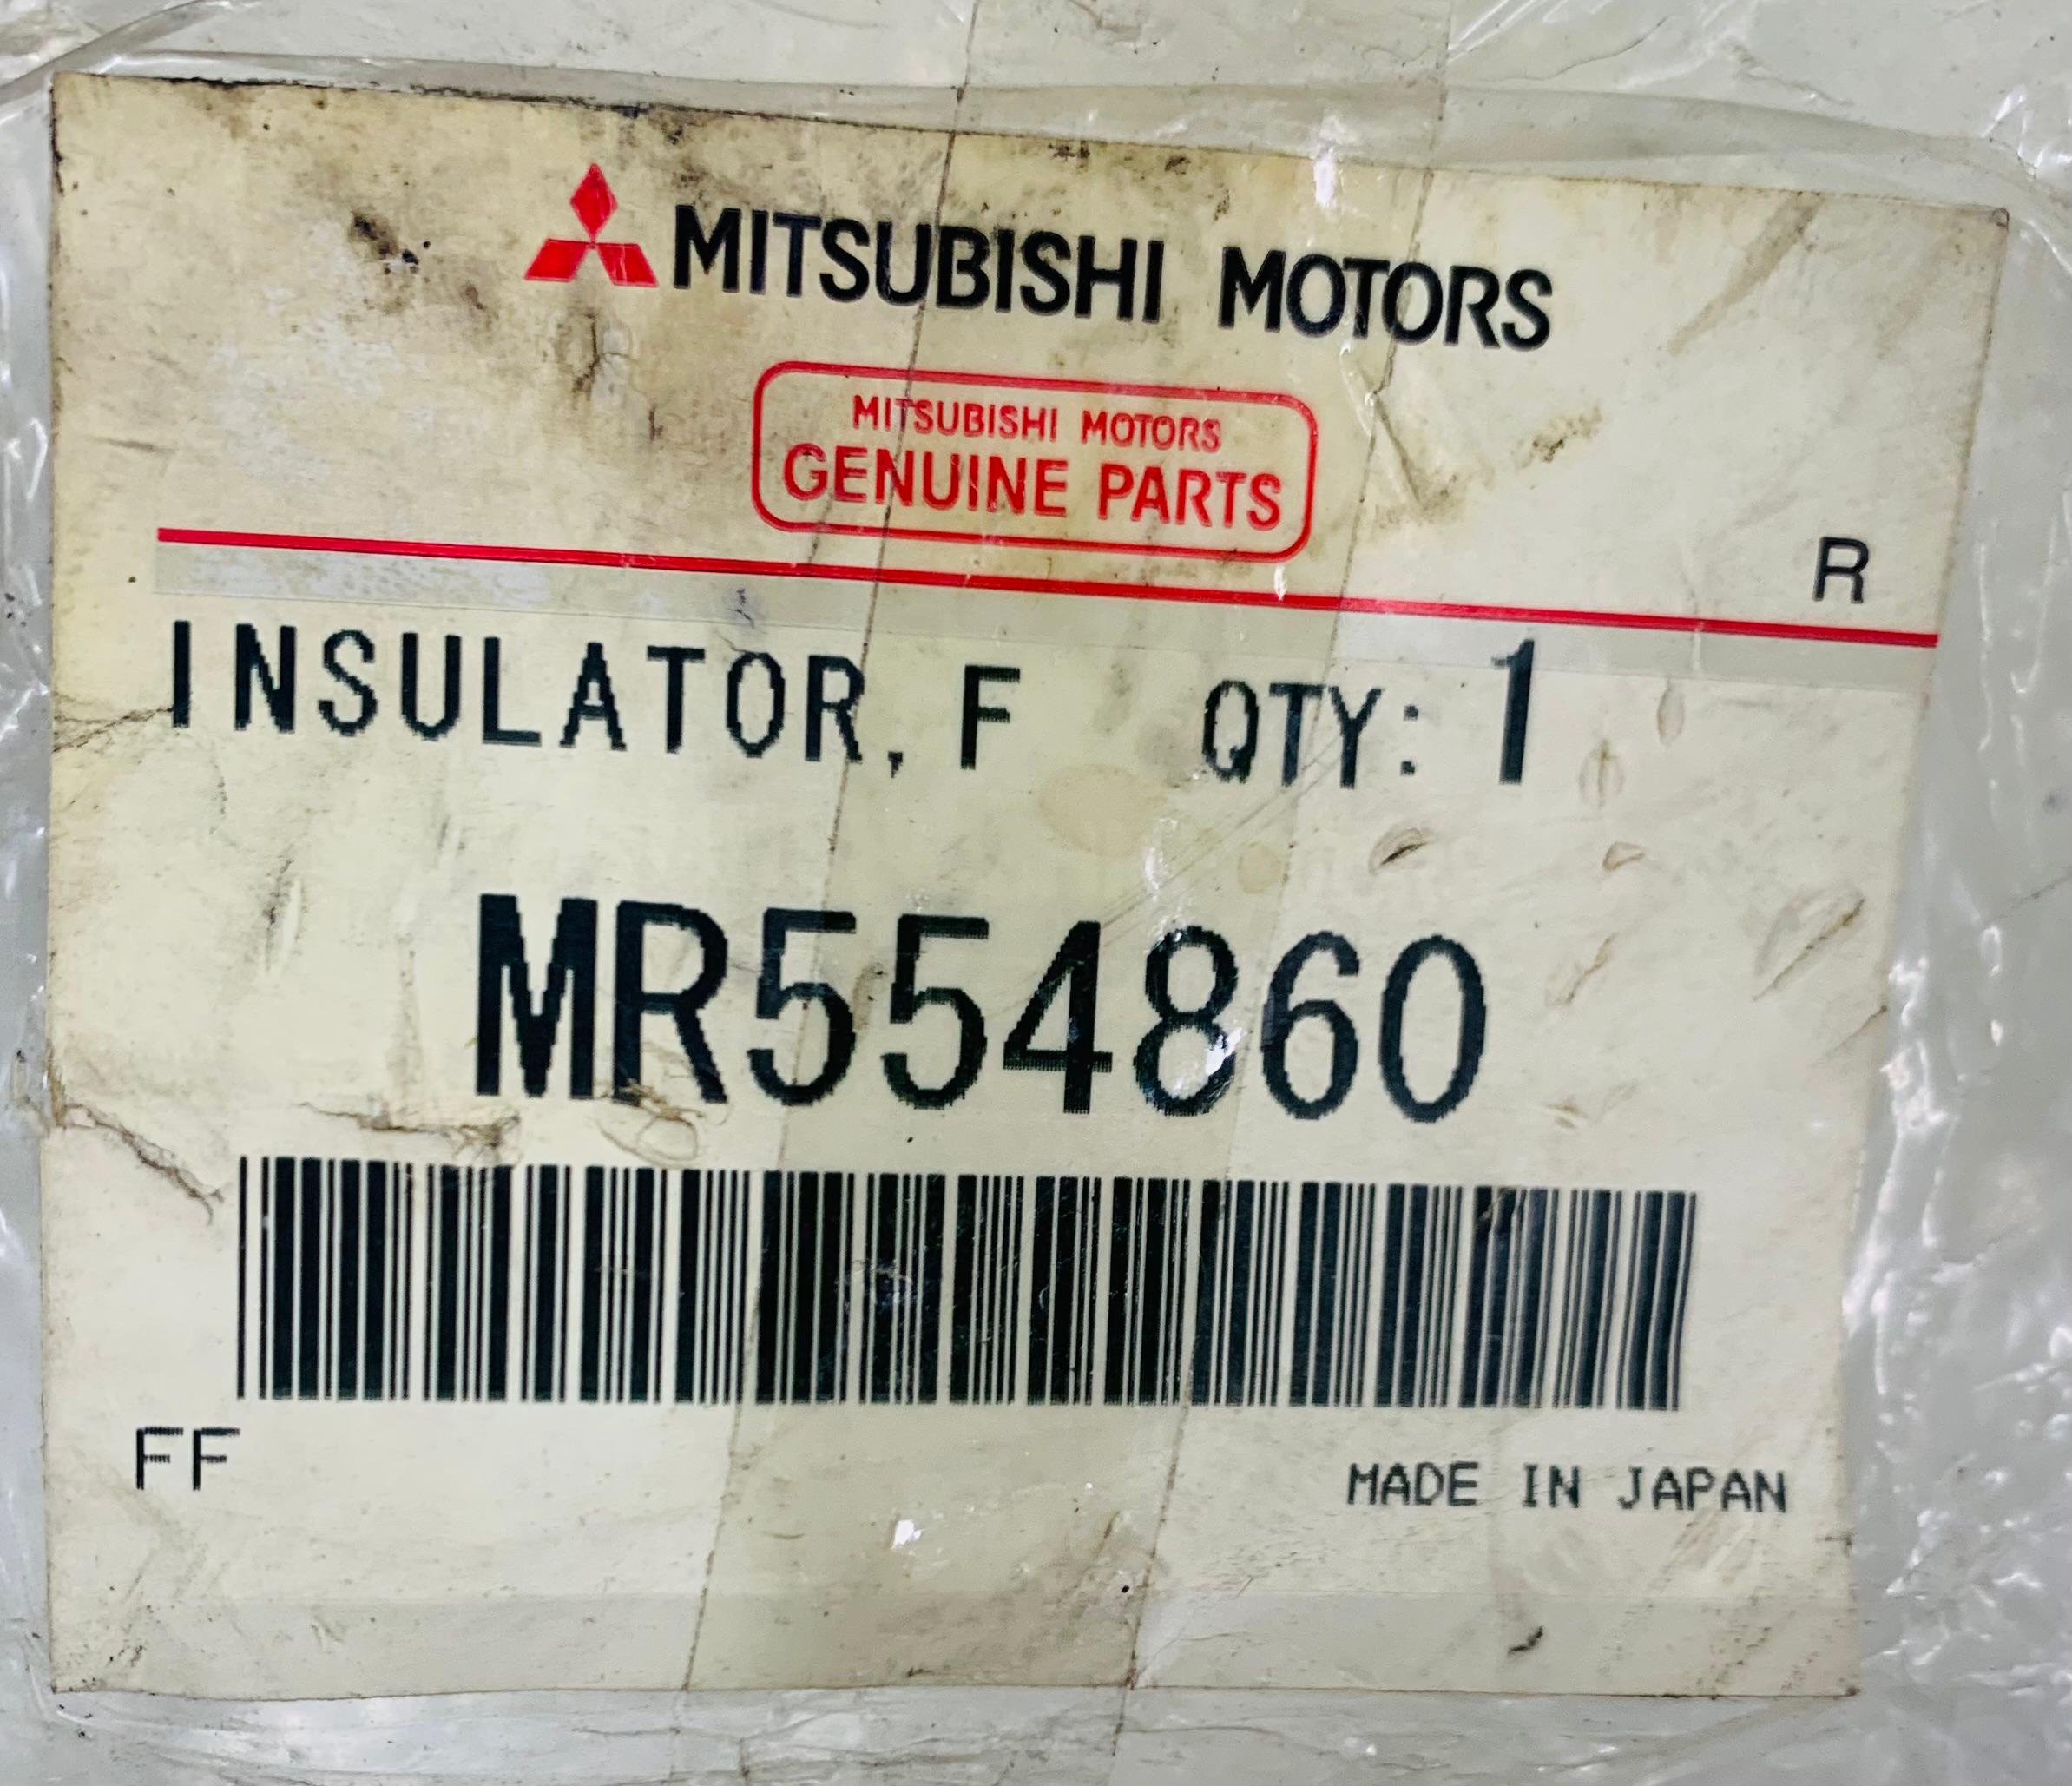 MITSUBISHI MOTORS
MITSUBISHI MOTORS
GENUINE PARTS
R
INSULATOR, F QTY: 1
MR554860
FF
MADE IN JAPAN